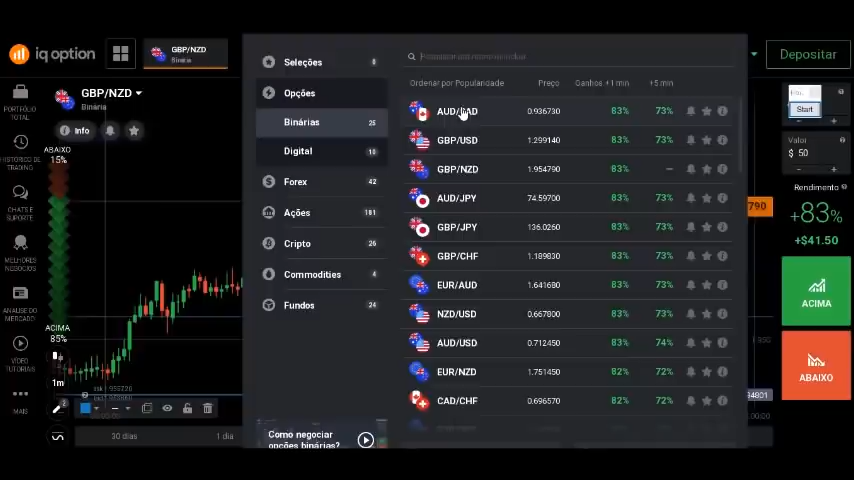 iq option
GBP/NZD
Binária
Depositar
PORTFÓLIO
TOTAL
HISTÓRICO DE
TRADING
CHATS E
SUPORTE
MELHORES
NEGÓCIOS
ANÁLISE DO
MERCADO
VÍDEO
TUTORIAIS
MAIS
GBP/NZD
Binária
Info
ABAIXO
15%
ACIMA
85%
1m
30 dias
1 dia
Seleções 8
Opções
Binárias 25
Digital 10
Forex 42
Ações 181
Cripto 26
Commodities 4
Fundos 24
Como negociar
opções binárias?
Ordenar por Popularidade Preço Ganhos +1 min +5 min
AUD/CAD 0.936730 83% 73%
GBP/USD 1.299140 83% 73%
GBP/NZD 1.954790 83% –
AUD/JPY 74.59700 83% 73%
GBP/JPY 136.0260 83% 73%
GBP/CHF 1.189830 83% 73%
EUR/AUD 1.641680 83% 73%
NZD/USD 0.667800 83% 73%
AUD/USD 0.712450 83% 74%
EUR/NZD 1.751450 82% 72%
CAD/CHF 0.696570 82% 72%
790
Start
Valor
$ 50
Rendimento
+83%
+$41.50
ACIMA
ABAIXO